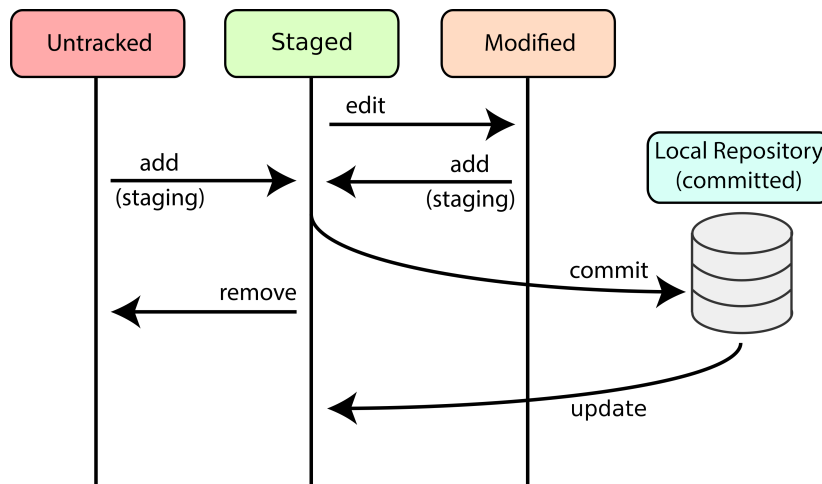 Untracked
Staged
Modified
edit
Local Repository
(committed)
add
(staging)
add
(staging)
commit
remove
update